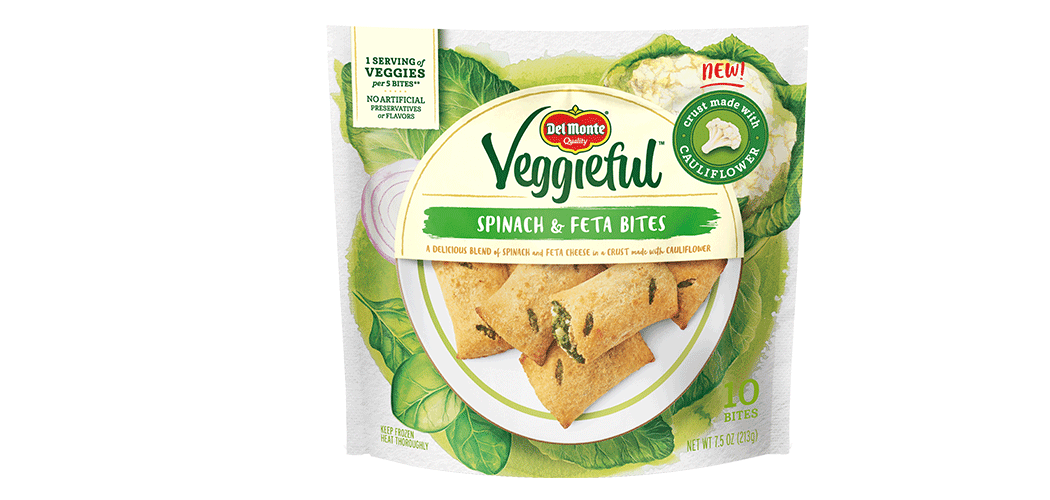 1 SERVING of
VEGGIES
per 5 BITES**
NO ARTIFICIAL
PRESERVATIVES
or FLAVORS
NEW!
crust made with
CAULIFLOWER
Del Monte
Quality
Veggieful™
SPINACH & FETA BITES
A DELICIOUS BLEND of SPINACH and FETA CHEESE in a CRUST made with CAULIFLOWER
10
BITES
KEEP FROZEN
HEAT THOROUGHLY
NET WT 7.5 OZ (213g)